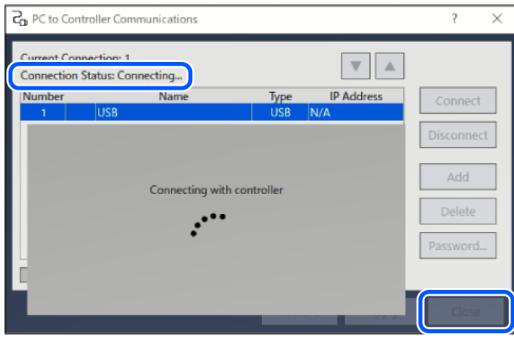 PC to Controller Communications
Current Connection: 1
Connection Status: Connecting...
Number Name Type IP Address
1 USB USB N/A
Connect
Disconnect
Add
Delete
Password...
Connecting with controller
Close